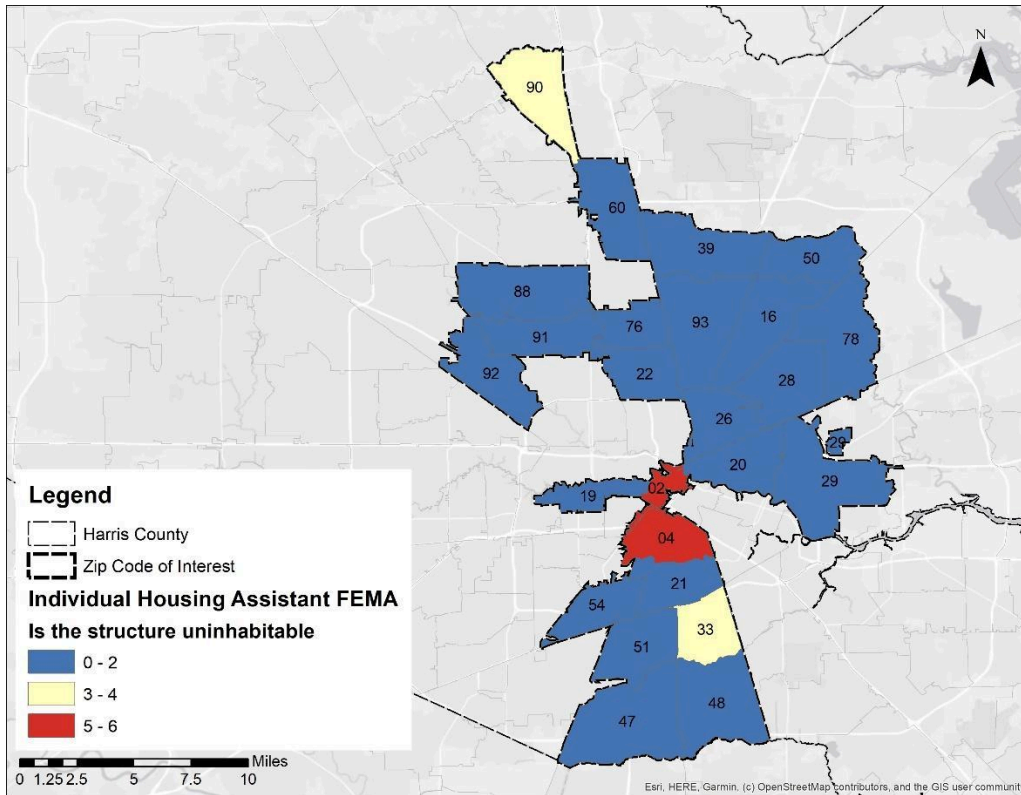 N
90
60
39
50
88
76
93
16
91
78
92
22
28
26
29
20
29
19
02
04
21
54
33
51
48
47
Legend
Harris County
Zip Code of Interest
Individual Housing Assistant FEMA
Is the structure uninhabitable
0 - 2
3 - 4
5 - 6
Miles
0 1.25 2.5 5 7.5 10
Esri, HERE, Garmin, (c) OpenStreetMap contributors, and the GIS user communit